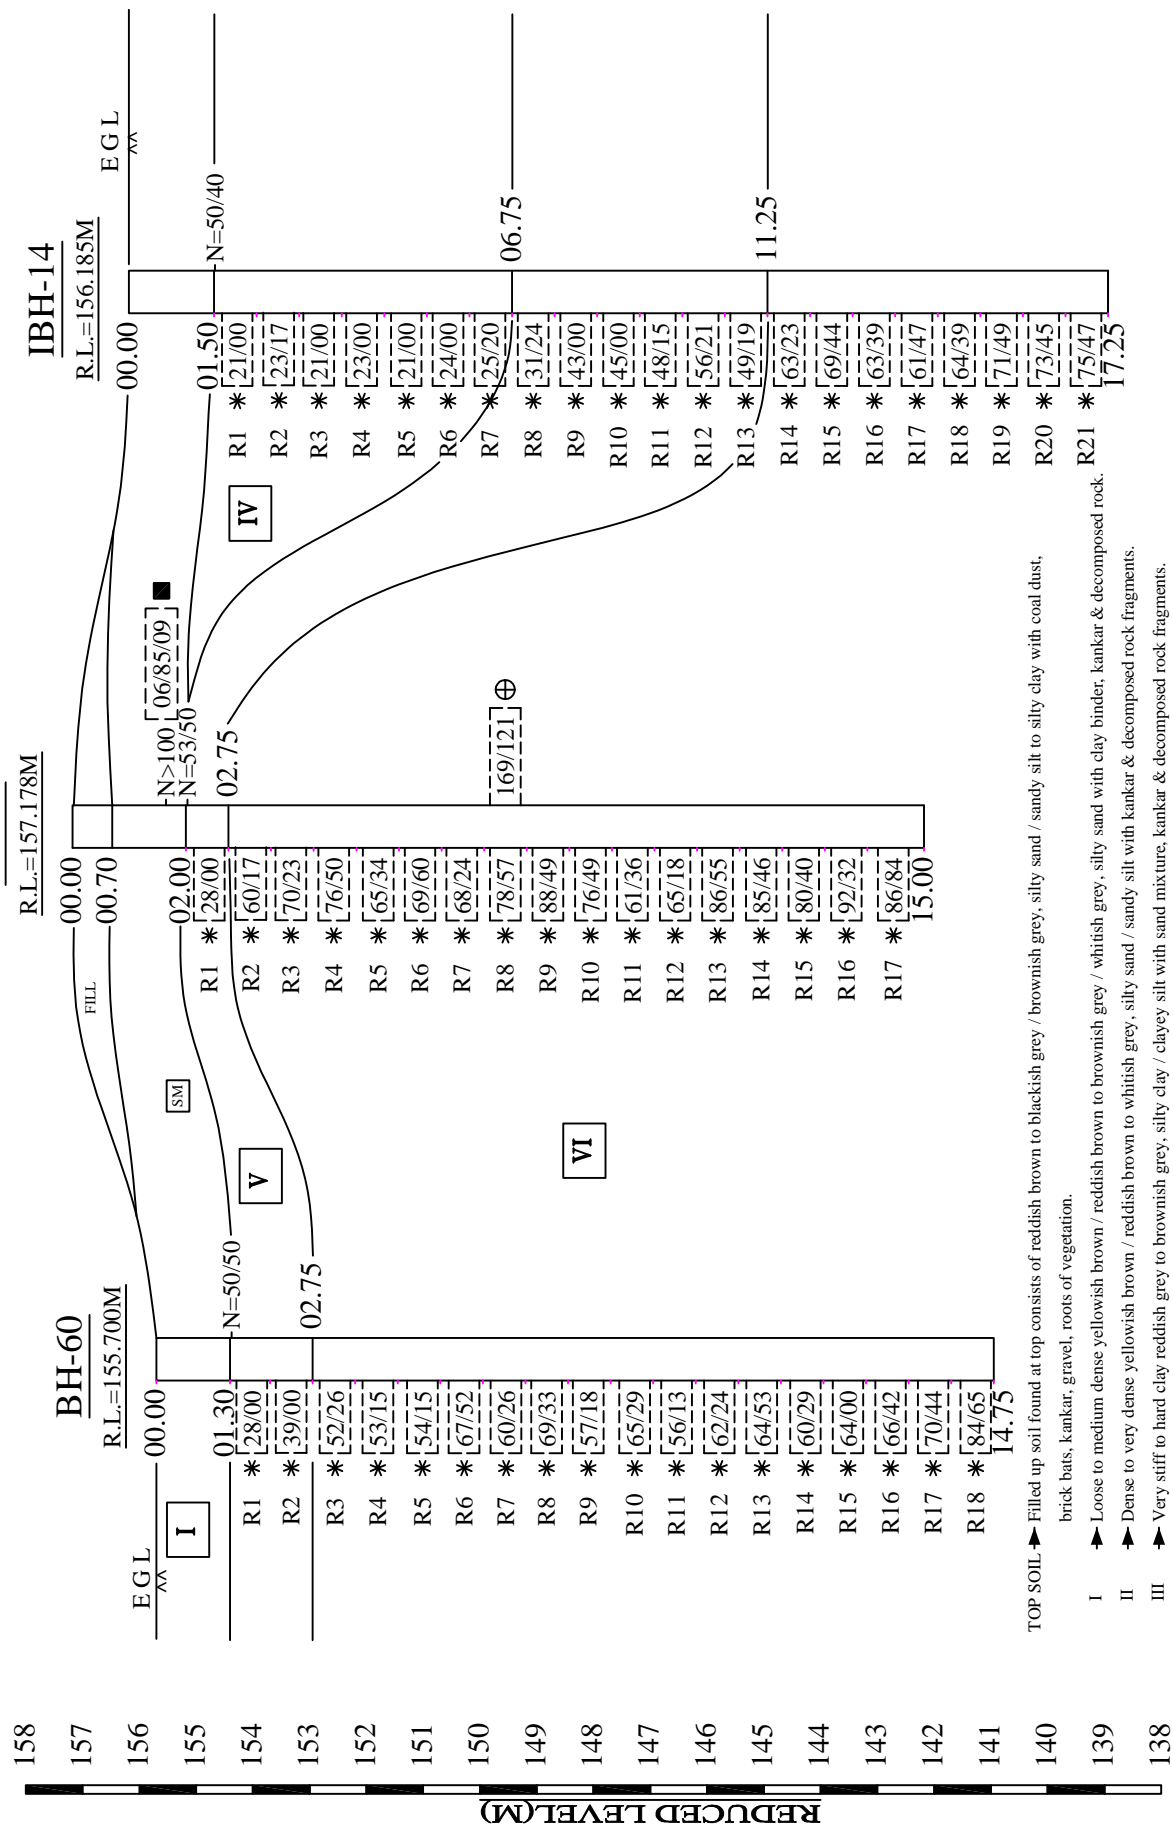 158
157
156
155
154
153
152
151
150
149
148
147
146
145
144
143
142
141
140
139
138
REDUCED LEVEL(M)
BH-60
R.L.=155.700M
E G L
00.00
I
01.30
N=50/50
02.75
R1 28/00
R2 39/00
R3 52/26
R4 53/15
R5 54/15
R6 67/52
R7 60/26
R8 69/33
R9 57/18
R10 65/29
R11 56/13
R12 62/24
R13 64/53
R14 60/29
R15 64/00
R16 66/42
R17 70/44
R18 84/65
14.75
FILL
SM
V
VI
R.L.=157.178M
00.00
00.70
02.00
N>100 06/85/09
N=53/50
02.75
R1 28/00
R2 60/17
R3 70/23
R4 76/50
R5 65/34
R6 69/60
R7 68/24
R8 78/57
169/121
R9 88/49
R10 76/49
R11 61/36
R12 65/18
R13 86/55
R14 85/46
R15 80/40
R16 92/32
R17 86/84
15.00
IV
IBH-14
R.L.=156.185M
E G L
00.00
01.50
N=50/40
R1 21/00
R2 23/17
R3 21/00
R4 23/00
R5 21/00
R6 24/00
R7 25/20
06.75
R8 31/24
R9 43/00
R10 45/00
R11 48/15
R12 56/21
R13 49/19
11.25
R14 63/23
R15 69/44
R16 63/39
R17 61/47
R18 64/39
R19 71/49
R20 73/45
R21 75/47
17.25
TOP SOIL Filled up soil found at top consists of reddish brown to blackish grey / brownish grey, silty sand / sandy silt to silty clay with coal dust,
brick bats, kankar, gravel, roots of vegetation.
I Loose to medium dense yellowish brown / reddish brown to brownish grey / whitish grey, silty sand with clay binder, kankar & decomposed rock.
II Dense to very dense yellowish brown / reddish brown to whitish grey, silty sand / sandy silt with kankar & decomposed rock fragments.
III Very stiff to hard clay reddish grey to brownish grey, silty clay / clayey silt with sand mixture, kankar & decomposed rock fragments.